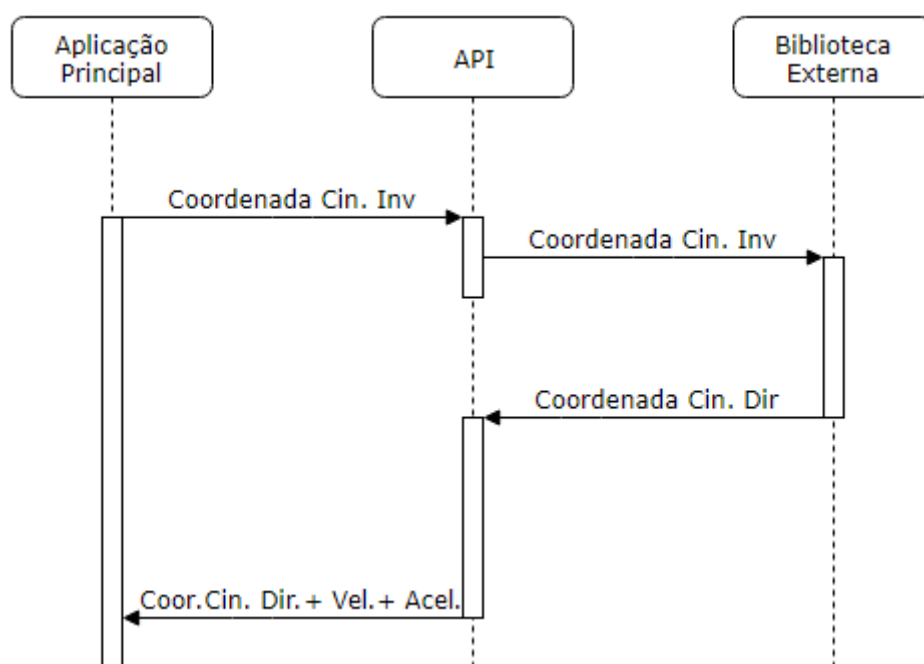 Aplicação
Principal
API
Biblioteca
Externa
Coordenada Cin. Inv
Coordenada Cin. Inv
Coordenada Cin. Dir
Coor.Cin. Dir.+ Vel.+ Acel.